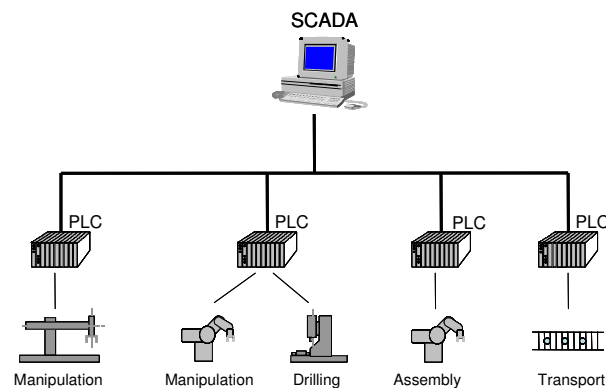 SCADA
PLC PLC PLC PLC
Manipulation Manipulation Drilling Assembly Transport